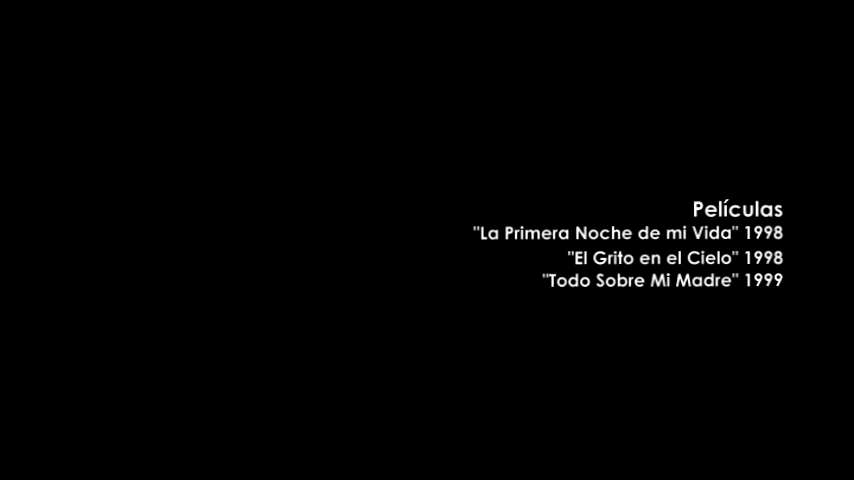 Películas
"La Primera Noche de mi Vida" 1998
"El Grito en el Cielo" 1998
"Todo Sobre Mi Madre" 1999